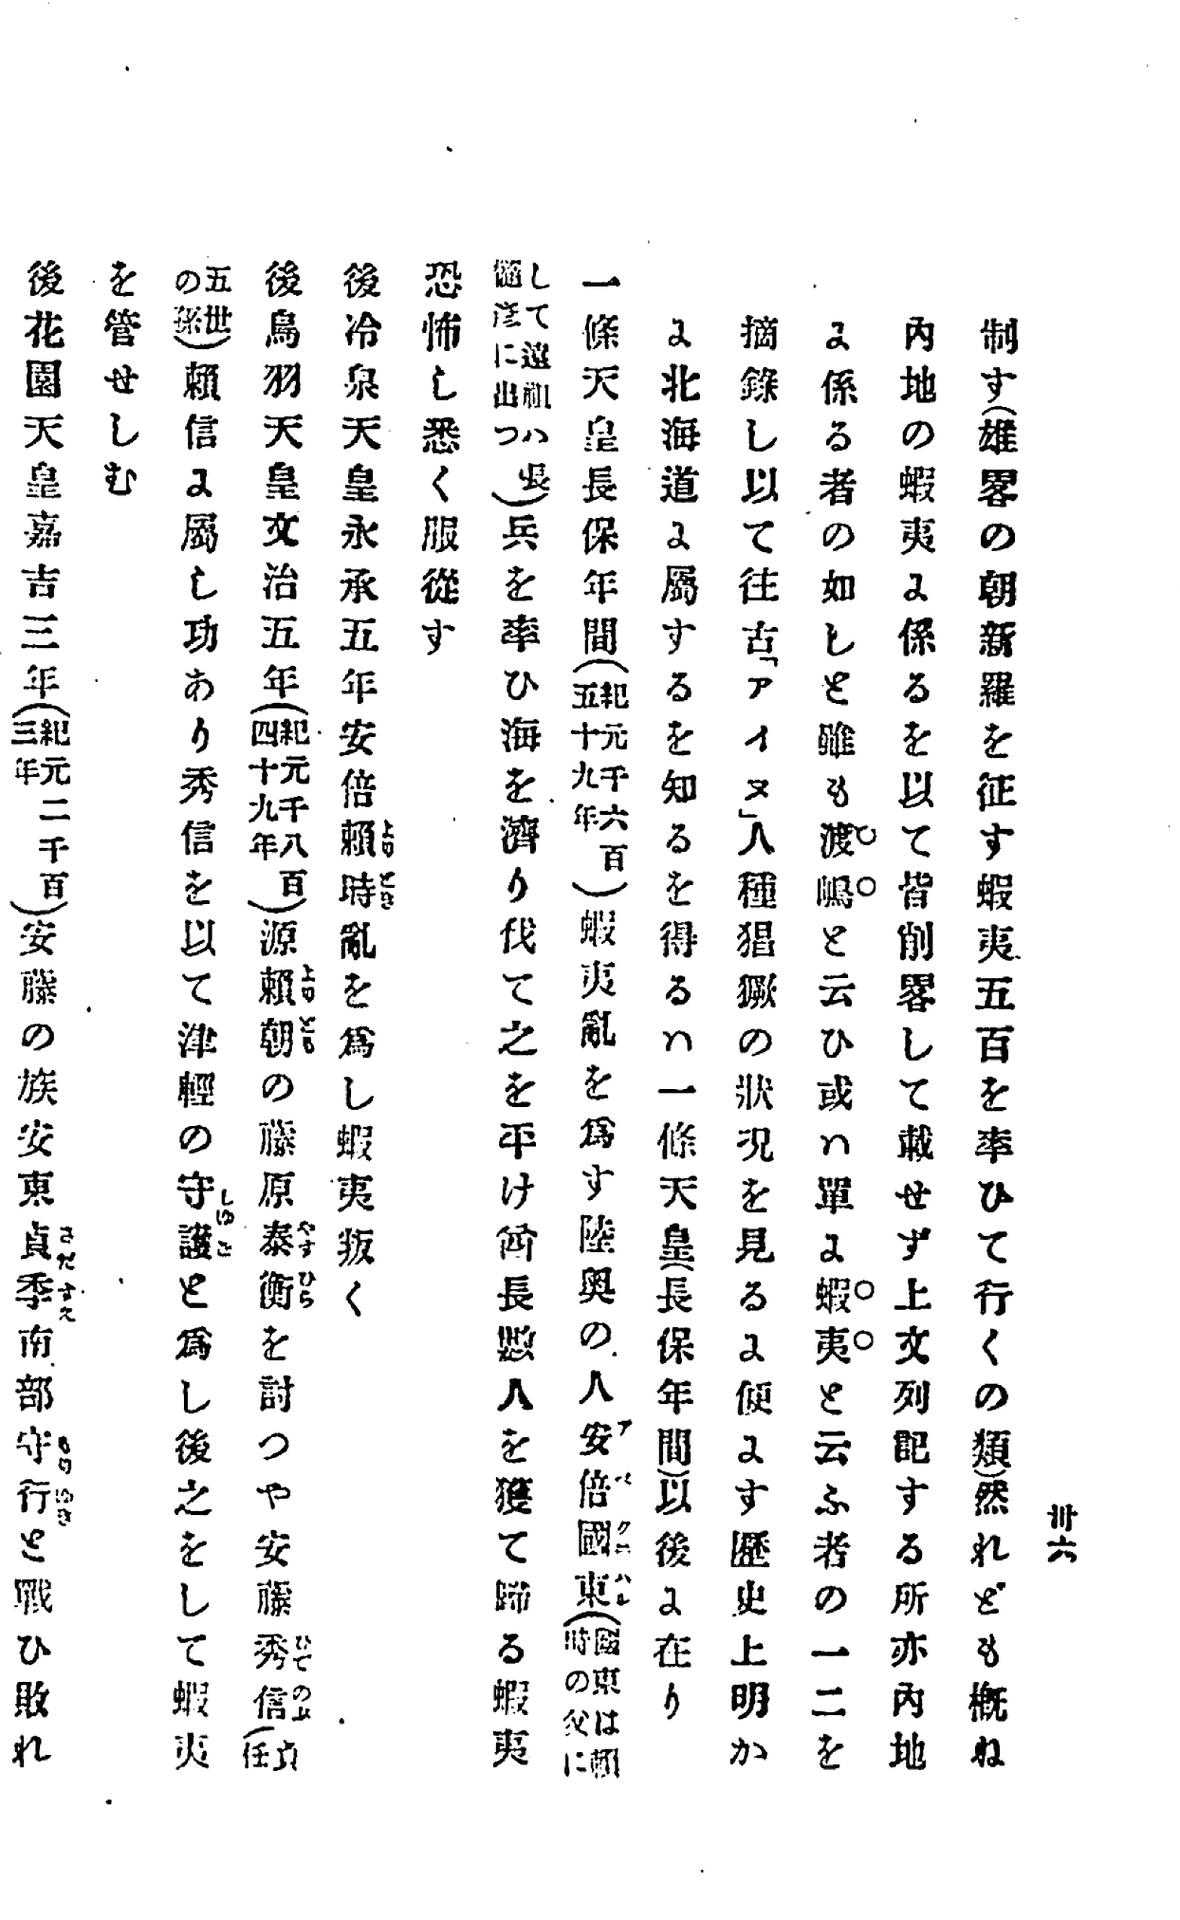 卅六
制す(雄畧の朝新羅を征す蝦夷五百を率ひて行くの類)然れども概ね
内地の蝦夷に係るを以て皆削畧して載せず上文列記する所亦内地
に係る者の如しと雖も渡嶋と云ひ或ハ單に蝦夷と云ふ者の一二を
摘錄し以て往古「アイヌ」人種猖獗の狀況を見るに便にす歷史上明か
に北海道に屬するを知るを得るハ一條天皇(長保年間)以後に在り
一條天皇長保年間(紀元千六百五十九年)蝦夷亂を爲す陸奧の人安倍國東(國東は賴時の父に
して遠祖ハ長髓彦に出つ)兵を率ひ海を濟り伐て之を平け酋長數人を獲て歸る蝦夷
恐怖し悉く服從す
後冷泉天皇永承五年安倍賴時亂を爲し蝦夷叛く
後鳥羽天皇文治五年(紀元千八百四十九年)源賴朝の藤原泰衡を討つや安藤秀信(貞任
五世の孫)賴信に屬し功あり秀信を以て津輕の守護と爲し後之をして蝦夷
を管せしむ
後花園天皇嘉吉三年(紀元二千百三年)安藤の族安東貞季南部守行と戰ひ敗れ